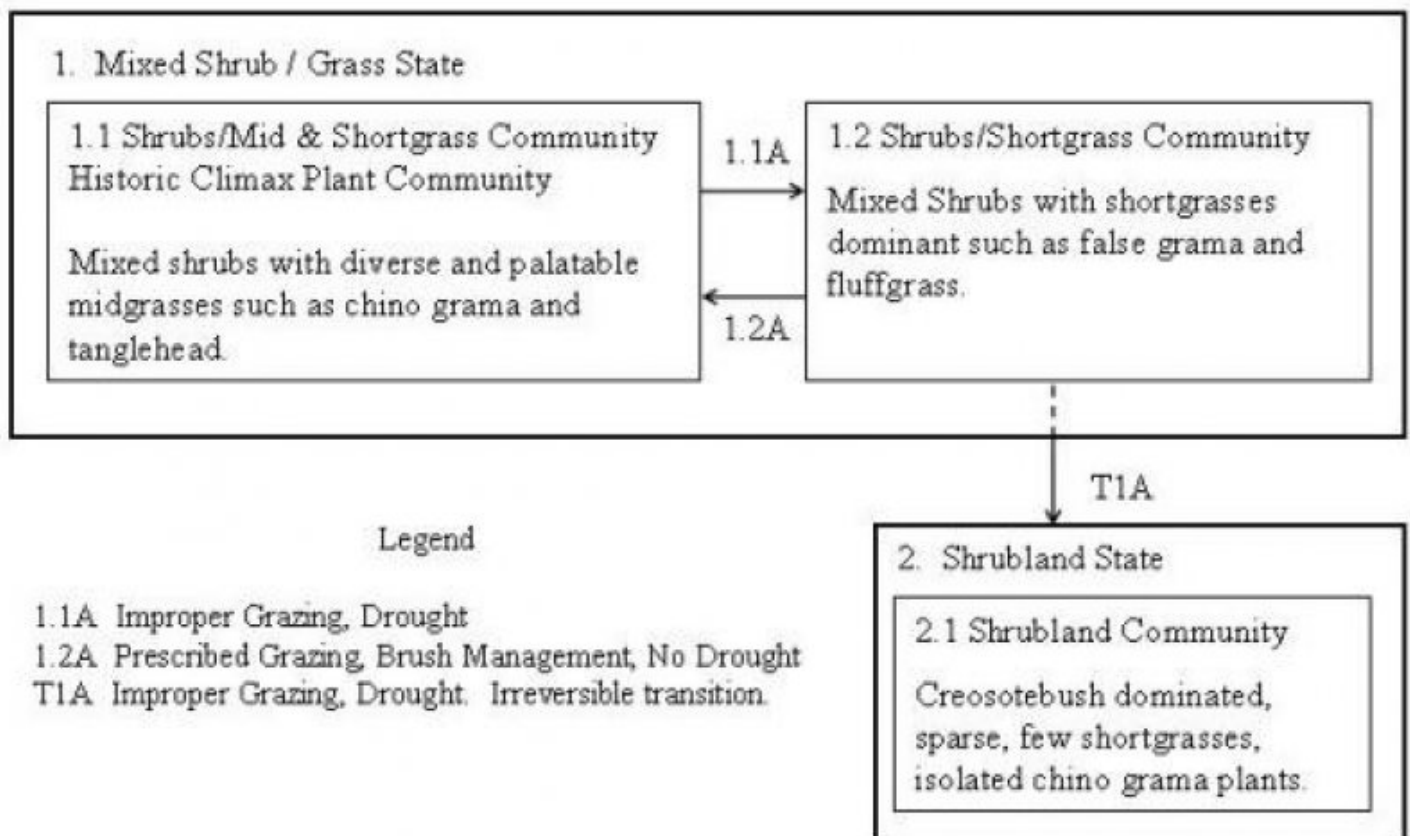 1. Mixed Shrub / Grass State
1.1 Shrubs/Mid & Shortgrass Community
Historic Climax Plant Community
Mixed shrubs with diverse and palatable
midgrasses such as chino grama and
tanglehead.
1.1A
1.2A
1.2 Shrubs/Shortgrass Community
Mixed Shrubs with shortgrasses
dominant such as false grama and
fluffgrass.
T1A
Legend
1.1A Improper Grazing, Drought
1.2A Prescribed Grazing, Brush Management, No Drought
T1A Improper Grazing, Drought. Irreversible transition.
2. Shrubland State
2.1 Shrubland Community
Creosotebush dominated,
sparse, few shortgrasses,
isolated chino grama plants.